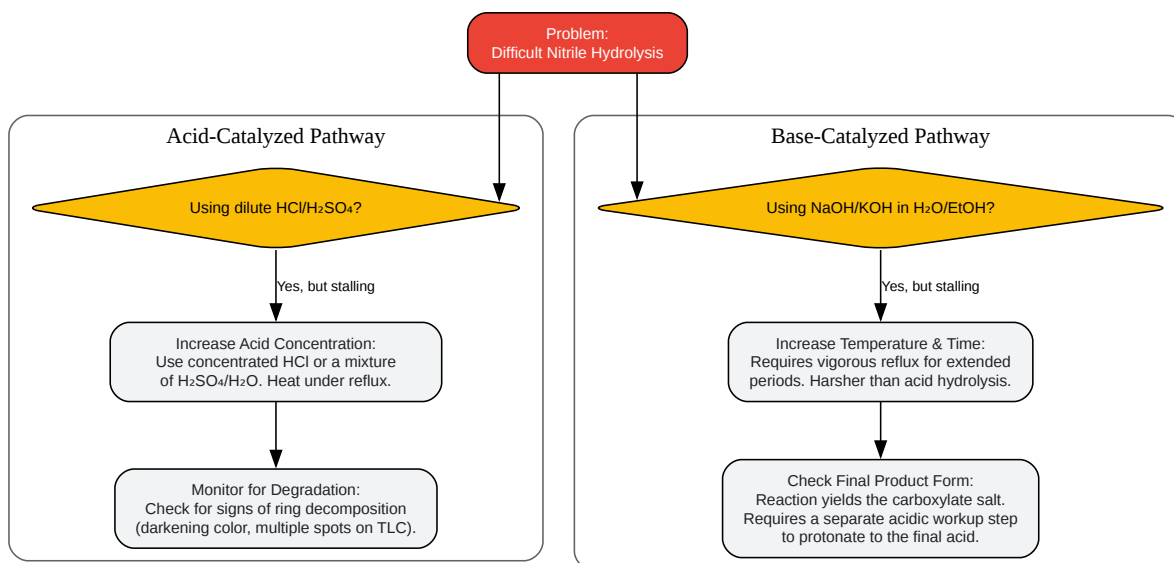 Problem:
Difficult Nitrile Hydrolysis
Acid-Catalyzed Pathway
Using dilute HCl/H₂SO₄?
Yes, but stalling
Increase Acid Concentration:
Use concentrated HCl or a mixture
of H₂SO₄/H₂O. Heat under reflux.
Monitor for Degradation:
Check for signs of ring decomposition
(darkening color, multiple spots on TLC).
Base-Catalyzed Pathway
Using NaOH/KOH in H₂O/EtOH?
Yes, but stalling
Increase Temperature & Time:
Requires vigorous reflux for extended
periods. Harsher than acid hydrolysis.
Check Final Product Form:
Reaction yields the carboxylate salt.
Requires a separate acidic workup step
to protonate to the final acid.